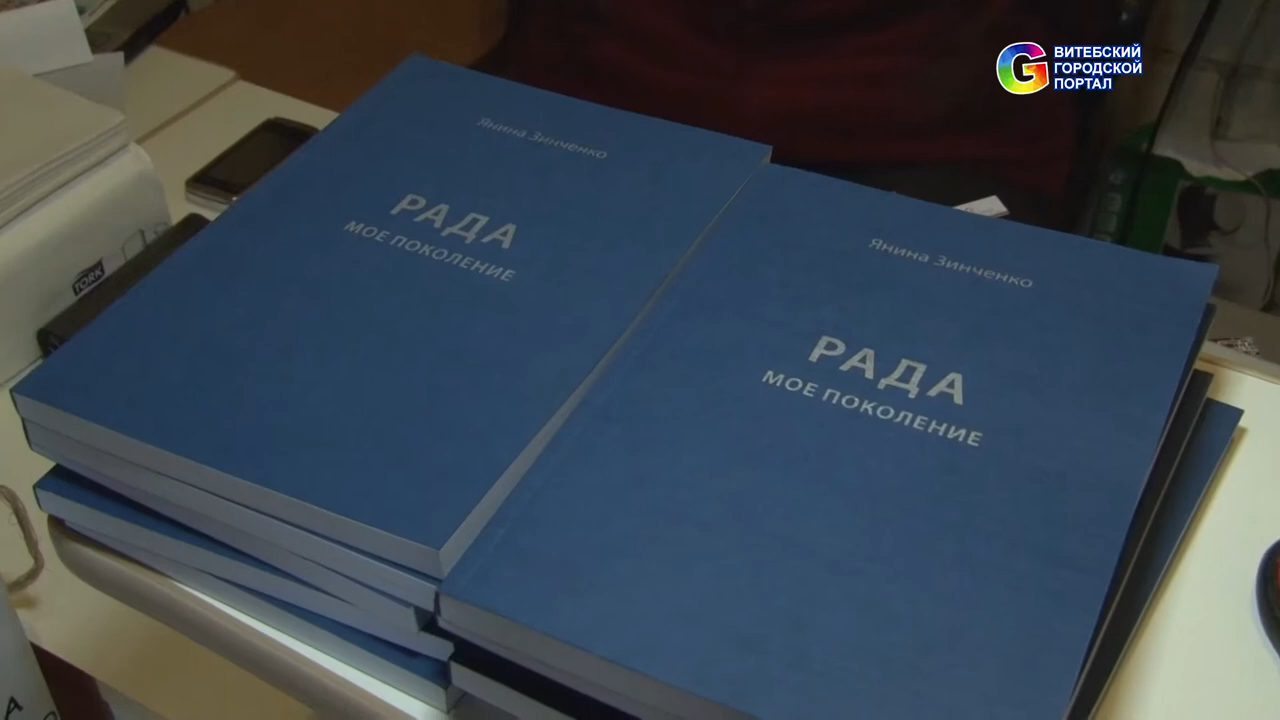 ВИТЕБСКИЙ
ГОРОДСКОЙ
ПОРТАЛ
Янина Зинченко
РАДА
МОЕ ПОКОЛЕНИЕ
Янина Зинченко
РАДА
МОЕ ПОКОЛЕНИЕ
TORK